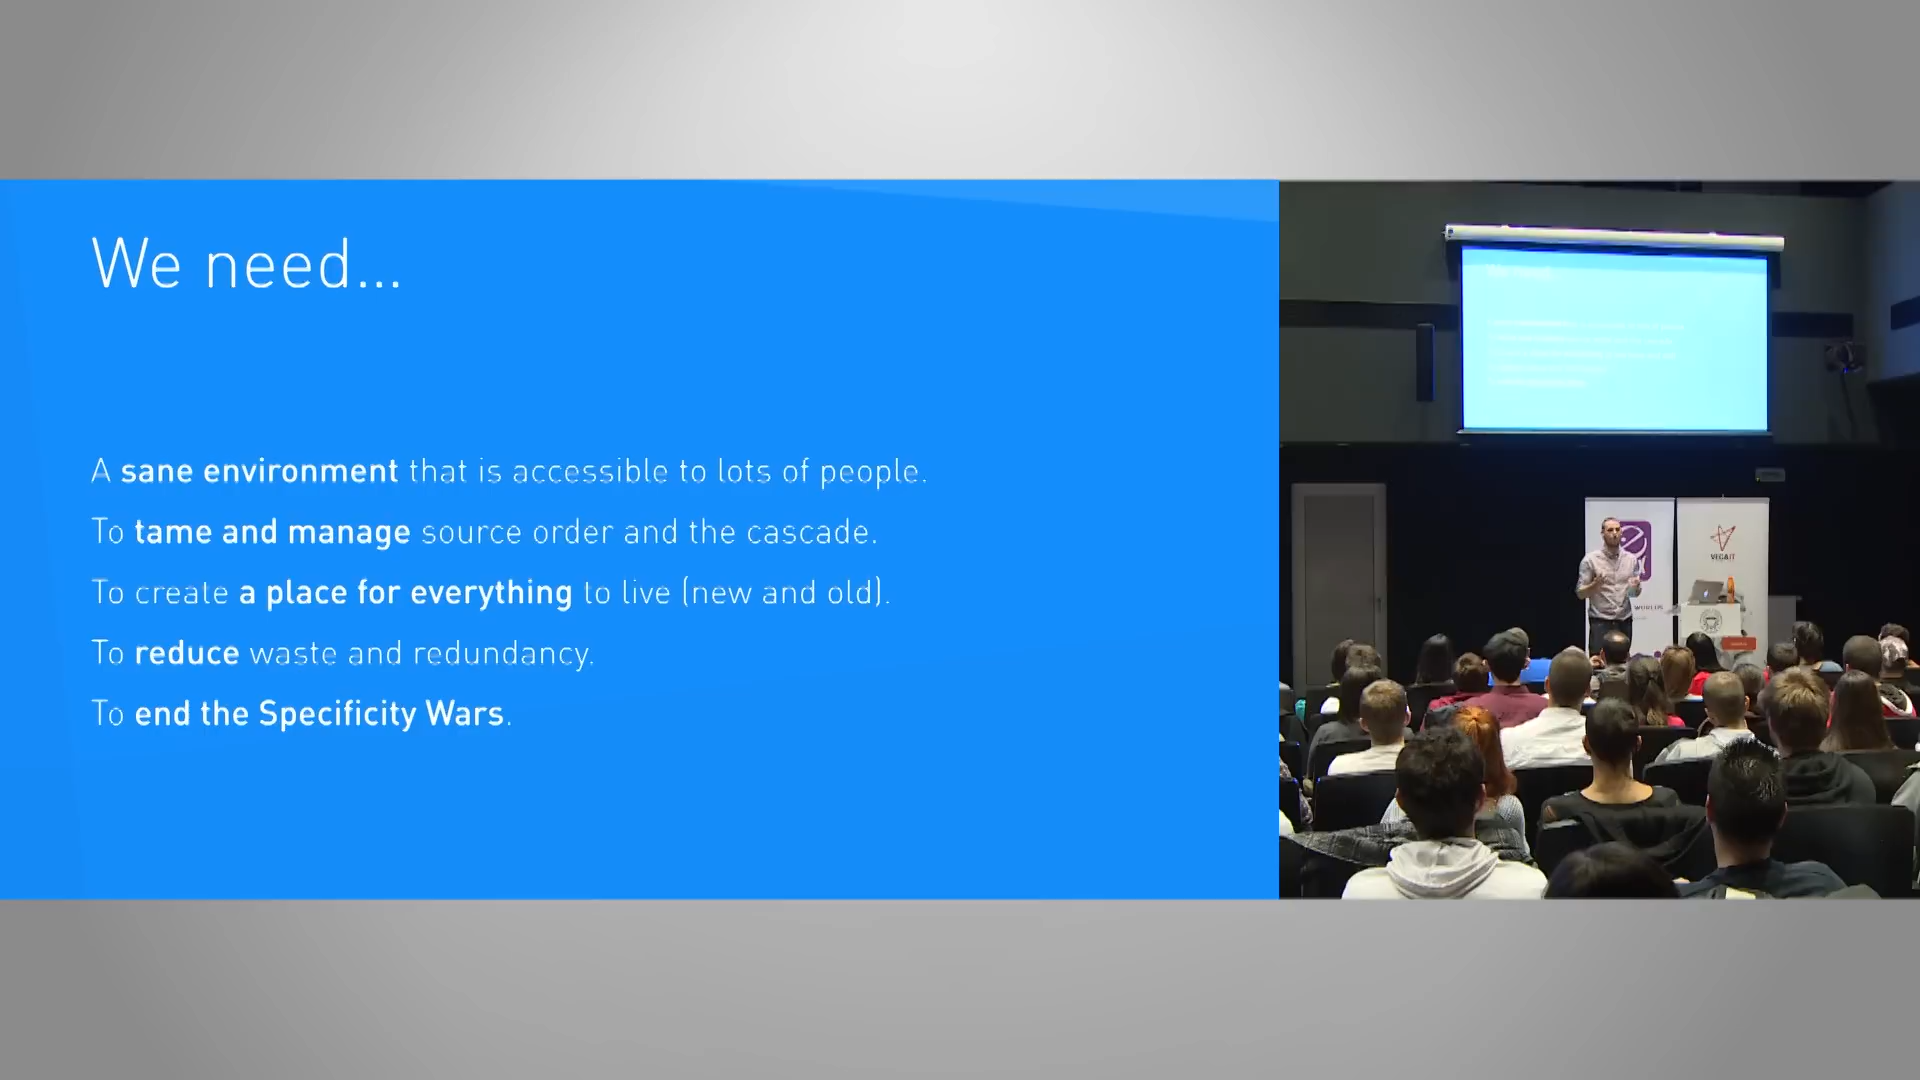 We need...
A sane environment that is accessible to lots of people.
To tame and manage source order and the cascade.
To create a place for everything to live (new and old).
To reduce waste and redundancy.
To end the Specificity Wars.
VEGAIT